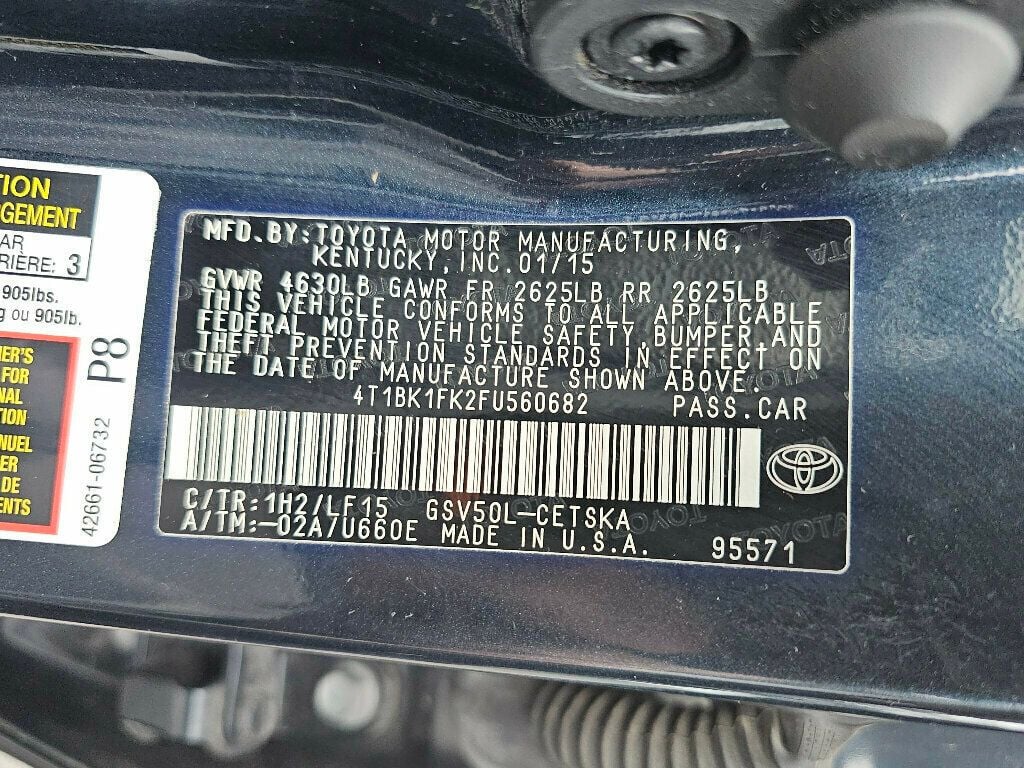 TION
RGEMENT
AR
RIÈRE: 3
905lbs.
g ou 905lb.
P8
42661-06732
ER'S
FOR
NAL
TION
NUEL
ER
DE
ENTS
MFD.BY:TOYOTA MOTOR MANUFACTURING,
KENTUCKY,INC.01/15
GVWR 4630LB GAWR FR 2625LB RR 2625LB
THIS VEHICLE CONFORMS TO ALL APPLICABLE
FEDERAL MOTOR VEHICLE SAFETY,BUMPER,AND
THEFT PREVENTION STANDARDS IN EFFECT ON
THE DATE OF MANUFACTURE SHOWN ABOVE.
4T1BK1FK2FU560682 PASS.CAR
C/TR:1H2/LF15 GSV50L-CETSKA
A/TM:-02A/U660E MADE IN U.S.A. 95571